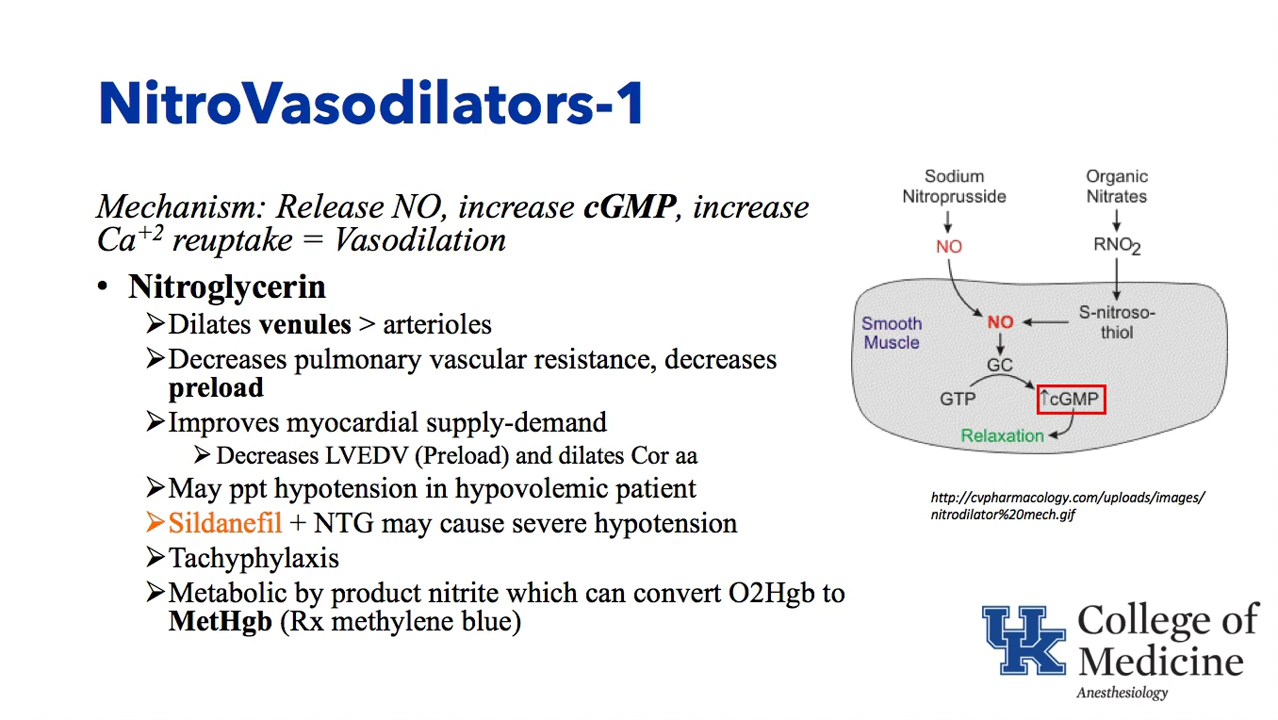 NitroVasodilators-1
Mechanism: Release NO, increase cGMP, increase
Ca+2 reuptake = Vasodilation
• Nitroglycerin
➢Dilates venules > arterioles
➢Decreases pulmonary vascular resistance, decreases
preload
➢Improves myocardial supply-demand
➢Decreases LVEDV (Preload) and dilates Cor aa
➢May ppt hypotension in hypovolemic patient
➢Sildanefil + NTG may cause severe hypotension
➢Tachyphylaxis
➢Metabolic by product nitrite which can convert O2Hgb to
MetHgb (Rx methylene blue)
Sodium
Nitroprusside
NO
Organic
Nitrates
RNO2
Smooth
Muscle
NO
S-nitroso-
thiol
GC
GTP
↑cGMP
Relaxation
http://cvpharmacology.com/uploads/images/
nitrodilator%20mech.gif
UK
College of
Medicine
Anesthesiology